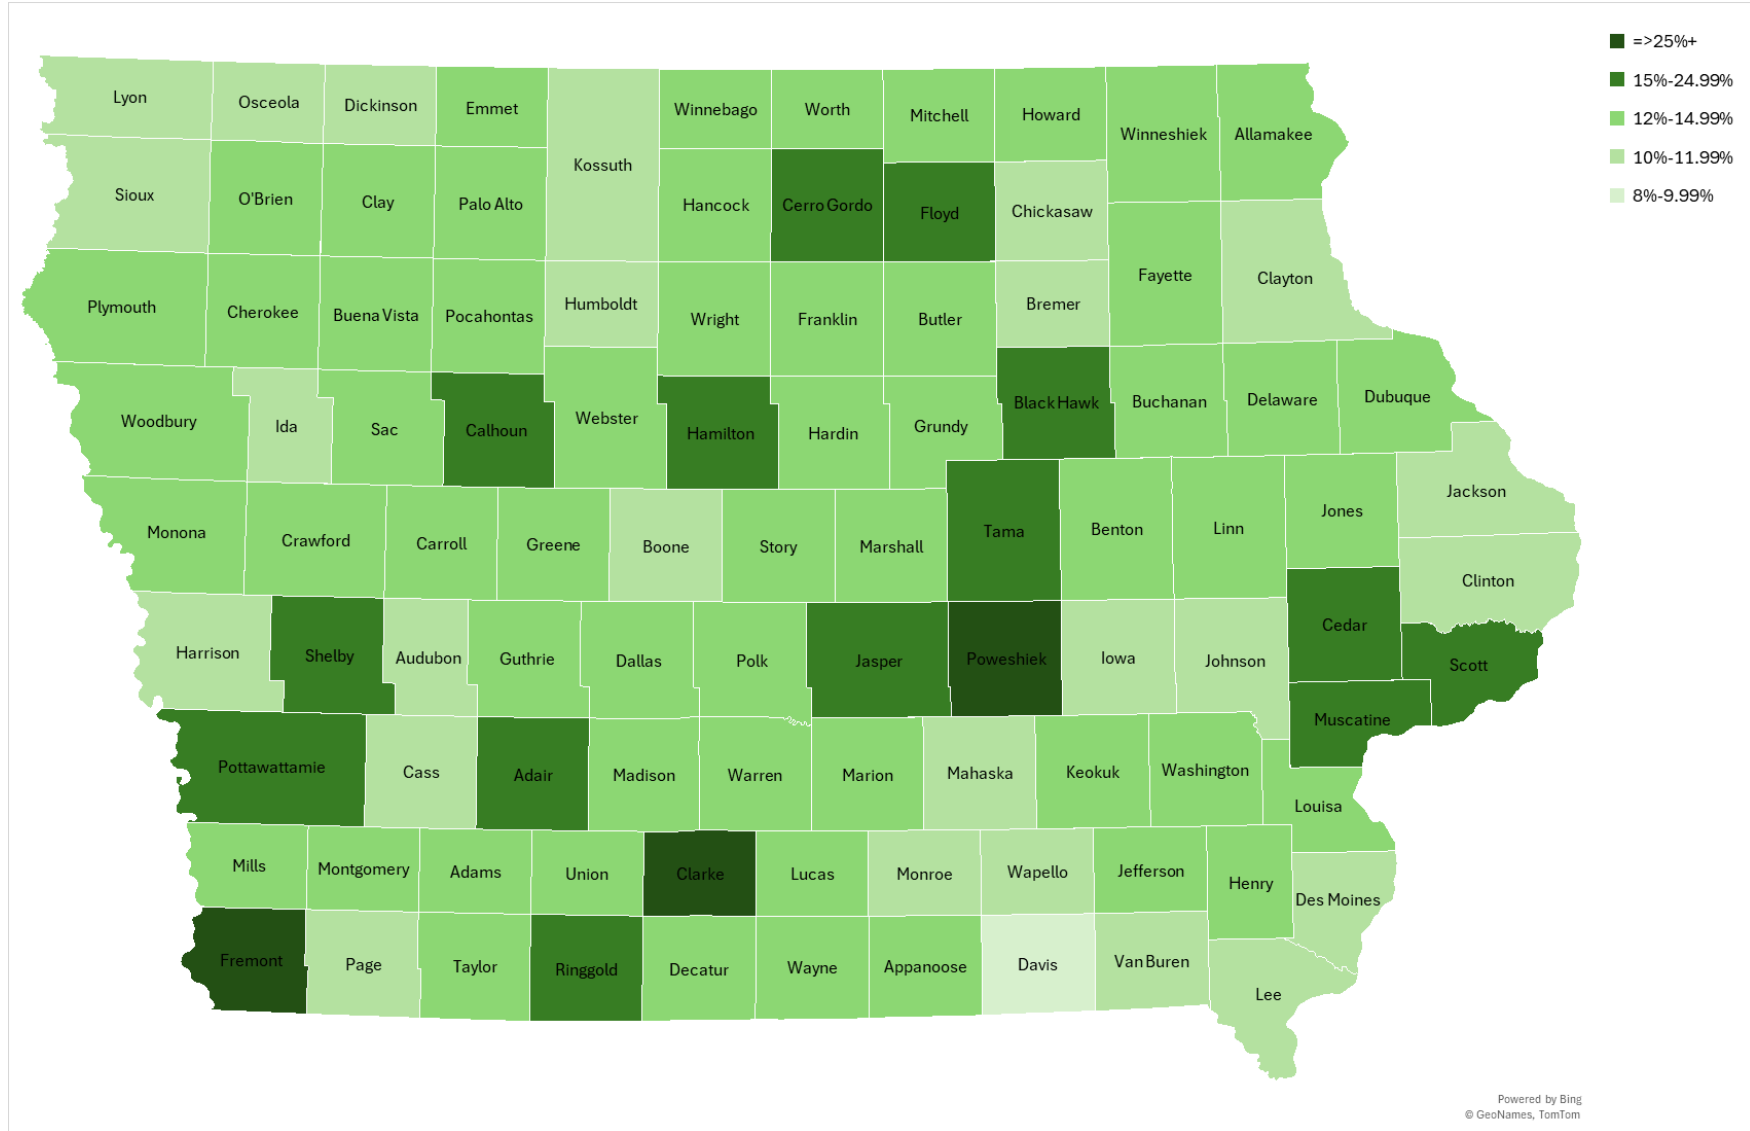 =>25%+
15%-24.99%
12%-14.99%
10%-11.99%
8%-9.99%
Lyon
Osceola
Dickinson
Emmet
Kossuth
Winnebago
Worth
Mitchell
Howard
Winneshiek
Allamakee
Sioux
O'Brien
Clay
Palo Alto
Hancock
Cerro Gordo
Floyd
Chickasaw
Plymouth
Cherokee
Buena Vista
Pocahontas
Humboldt
Wright
Franklin
Butler
Bremer
Fayette
Clayton
Woodbury
Ida
Sac
Calhoun
Webster
Hamilton
Hardin
Grundy
Black Hawk
Buchanan
Delaware
Dubuque
Monona
Crawford
Carroll
Greene
Boone
Story
Marshall
Tama
Benton
Linn
Jones
Jackson
Clinton
Harrison
Shelby
Audubon
Guthrie
Dallas
Polk
Jasper
Poweshiek
Iowa
Johnson
Cedar
Scott
Muscatine
Pottawattamie
Cass
Adair
Madison
Warren
Marion
Mahaska
Keokuk
Washington
Louisa
Mills
Montgomery
Adams
Union
Clarke
Lucas
Monroe
Wapello
Jefferson
Henry
Des Moines
Fremont
Page
Taylor
Ringgold
Decatur
Wayne
Appanoose
Davis
Van Buren
Lee
Powered by Bing
© GeoNames, TomTom